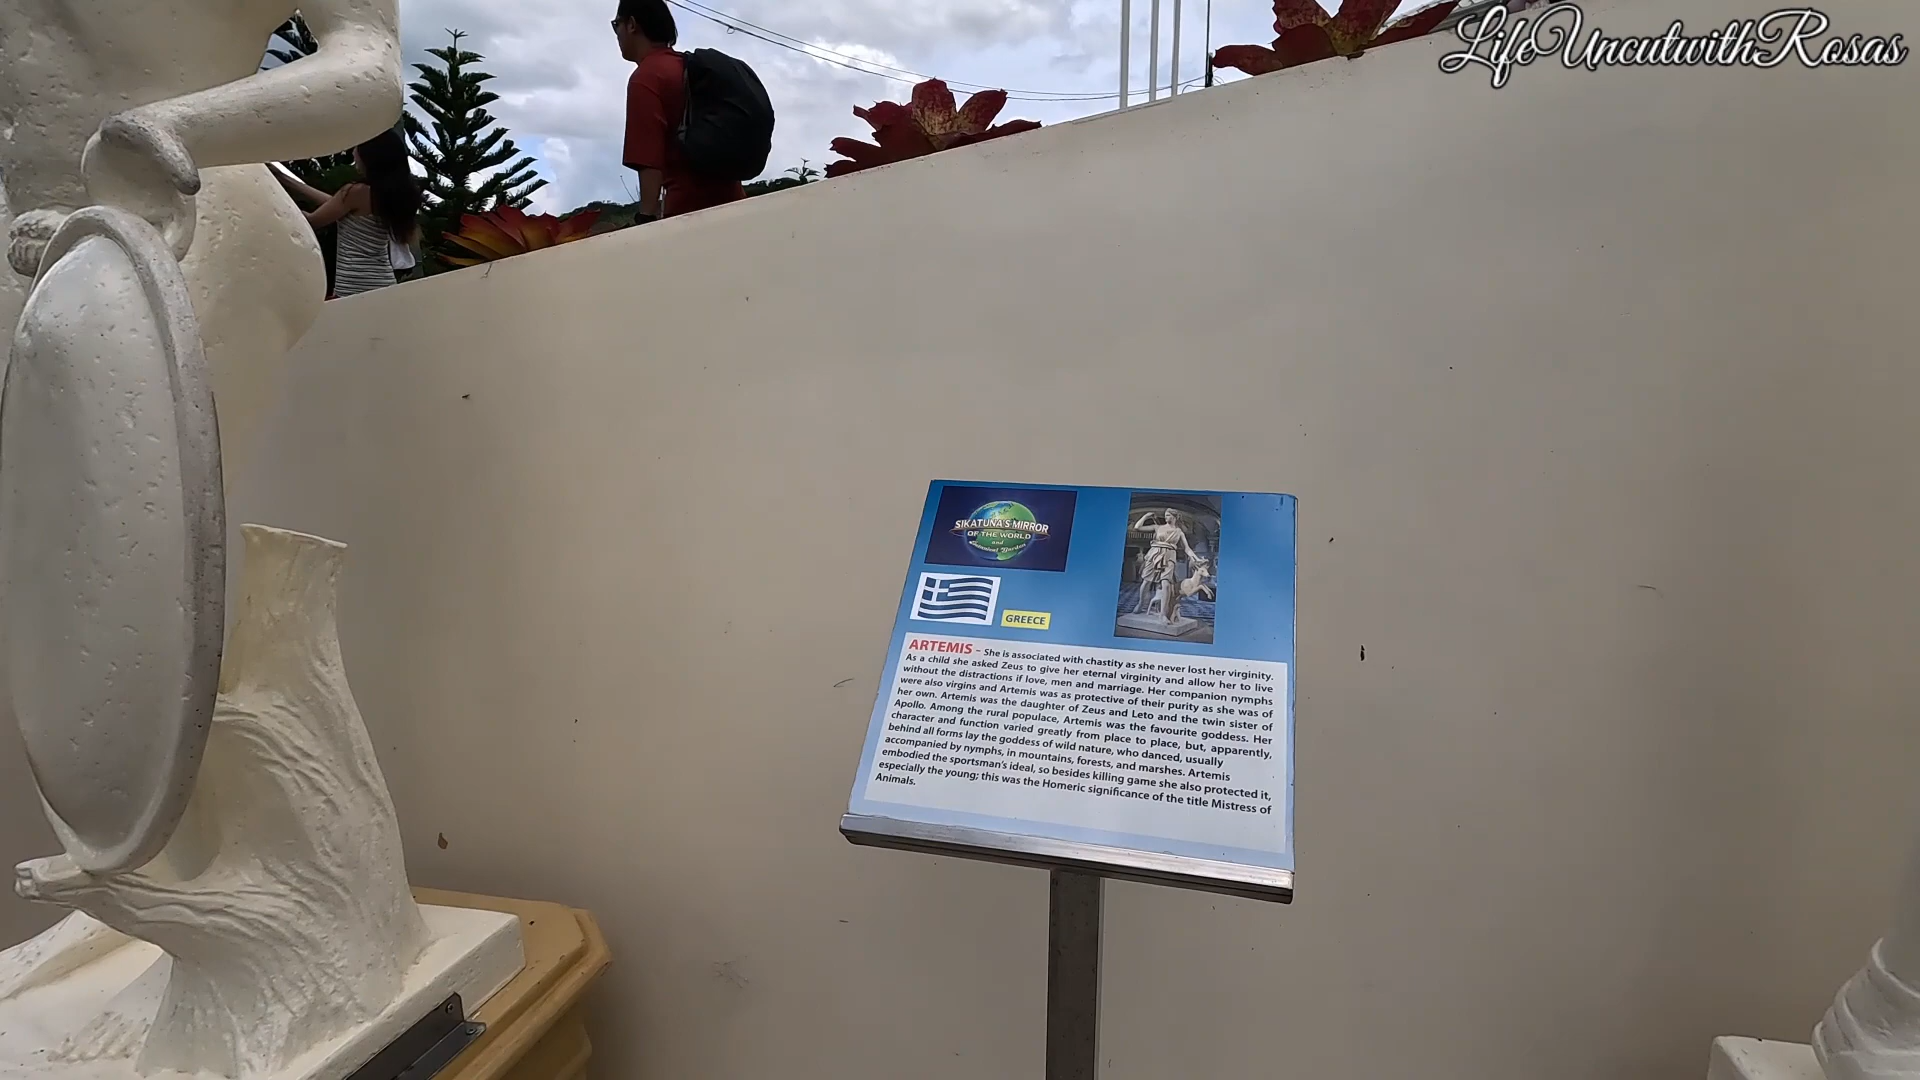 LifeUncutwithRosas
SIKATUNA'S MIRROR
OF THE WORLD
and
Botanical Garden
GREECE
ARTEMIS - She is associated with chastity as she never lost her virginity.
As a child she asked Zeus to give her eternal virginity and allow her to live
without the distractions if love, men and marriage. Her companion nymphs
were also virgins and Artemis was as protective of their purity as she was of
her own. Artemis was the daughter of Zeus and Leto and the twin sister of
Apollo. Among the rural populace, Artemis was the favourite goddess. Her
character and function varied greatly from place to place, but, apparently,
behind all forms lay the goddess of wild nature, who danced, usually
accompanied by nymphs, in mountains, forests, and marshes. Artemis
embodied the sportsman's ideal, so besides killing game she also protected it,
especially the young; this was the Homeric significance of the title Mistress of
Animals.